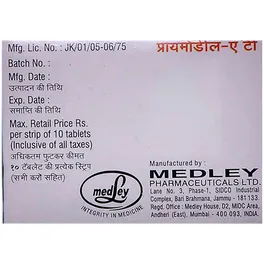 Mfg. Lic. No. : JK/01/05-06/75
प्रायमोडील-ए टी
Batch No. :
Mfg. Date :
उत्पादन की तिथि
Exp. Date :
समाप्ति की तिथि
Max. Retail Price Rs.
per strip of 10 tablets
(Inclusive of all taxes)
अधिकतम फुटकर कीमत
१० टॅबलेट की प्रत्येक स्ट्रिप
(सभी करों सहित)
medley
INTEGRITY IN MEDICINE
Manufactured by :
MEDLEY
PHARMACEUTICALS LTD.
Lane No. 3, Phase-1, SIDCO Industrial
Complex, Bari Brahmana, Jammu - 181133.
Regd. Office : Medley House, D2, MIDC Area,
Andheri (East), Mumbai - 400 093, INDIA.